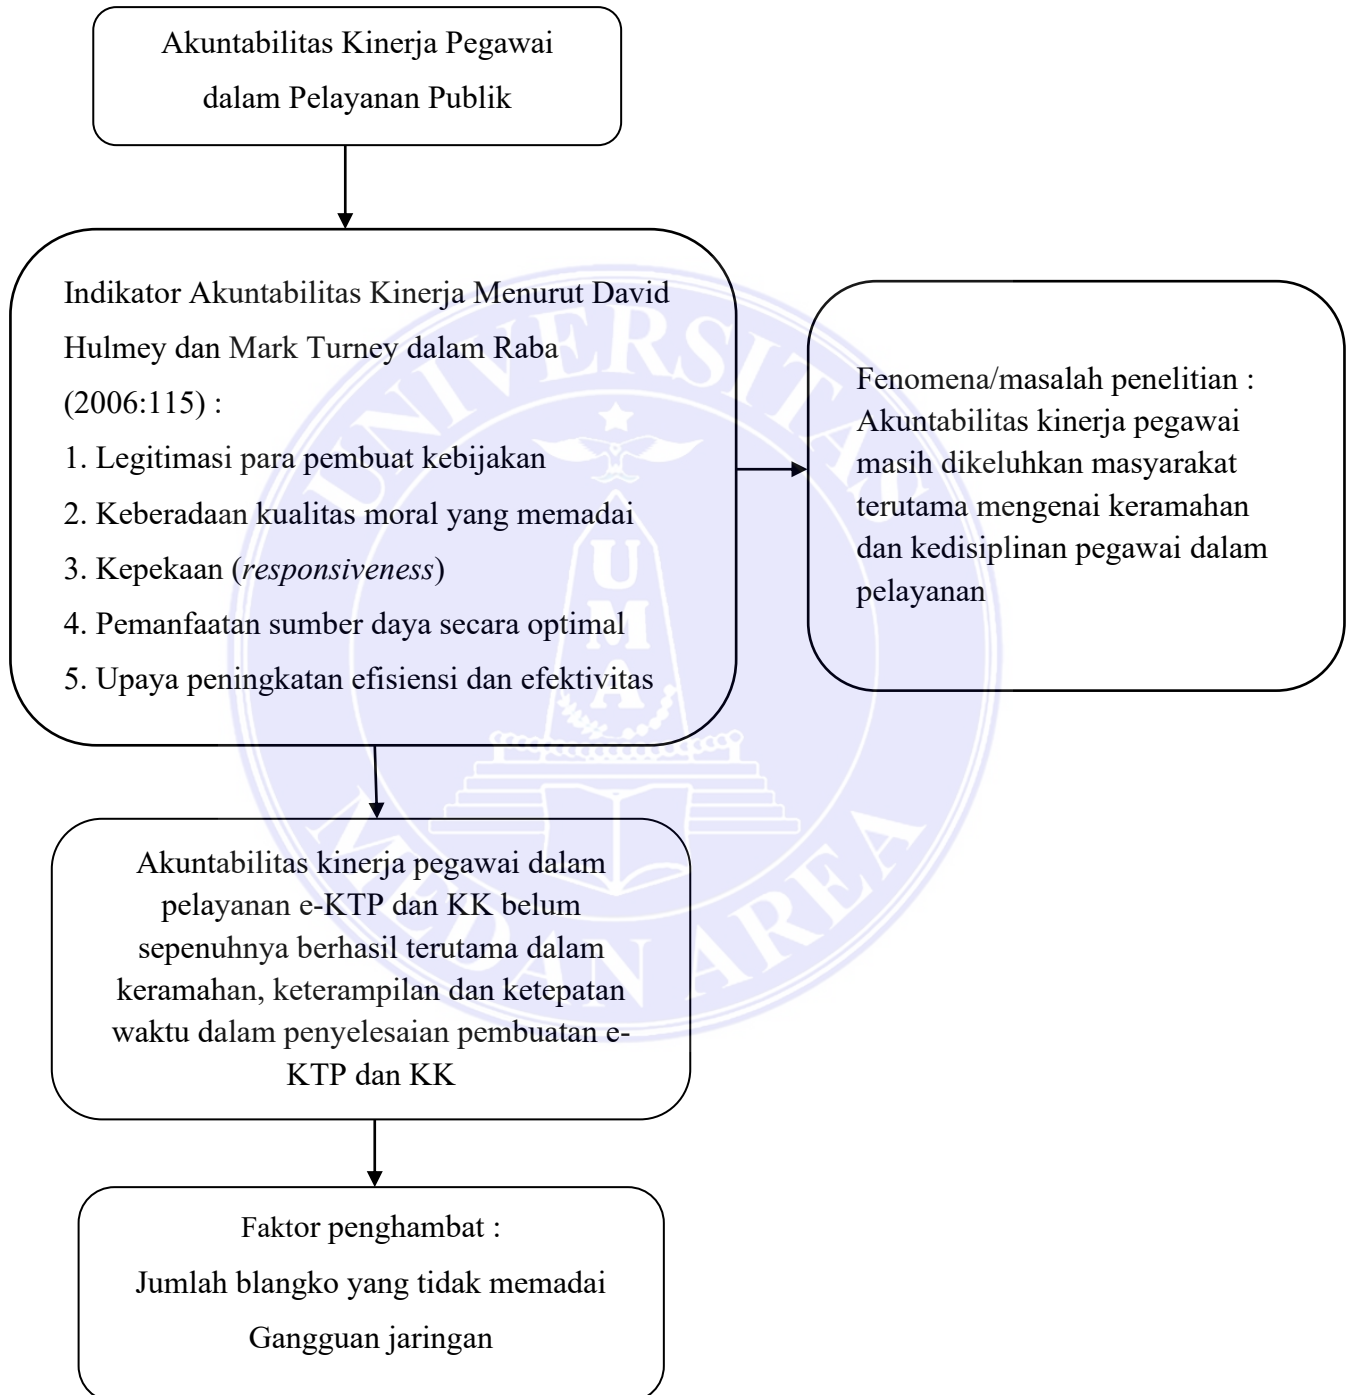 Akuntabilitas Kinerja Pegawai
dalam Pelayanan Publik
Indikator Akuntabilitas Kinerja Menurut David
Hulmey dan Mark Turney dalam Raba
(2006:115) :
1. Legitimasi para pembuat kebijakan
2. Keberadaan kualitas moral yang memadai
3. Kepekaan (responsiveness)
4. Pemanfaatan sumber daya secara optimal
5. Upaya peningkatan efisiensi dan efektivitas
Fenomena/masalah penelitian :
Akuntabilitas kinerja pegawai
masih dikeluhkan masyarakat
terutama mengenai keramahan
dan kedisiplinan pegawai dalam
pelayanan
Akuntabilitas kinerja pegawai dalam
pelayanan e-KTP dan KK belum
sepenuhnya berhasil terutama dalam
keramahan, keterampilan dan ketepatan
waktu dalam penyelesaian pembuatan e-
KTP dan KK
Faktor penghambat :
Jumlah blangko yang tidak memadai
Gangguan jaringan
UNIVERSITAS
UMA
MEDAN AREA